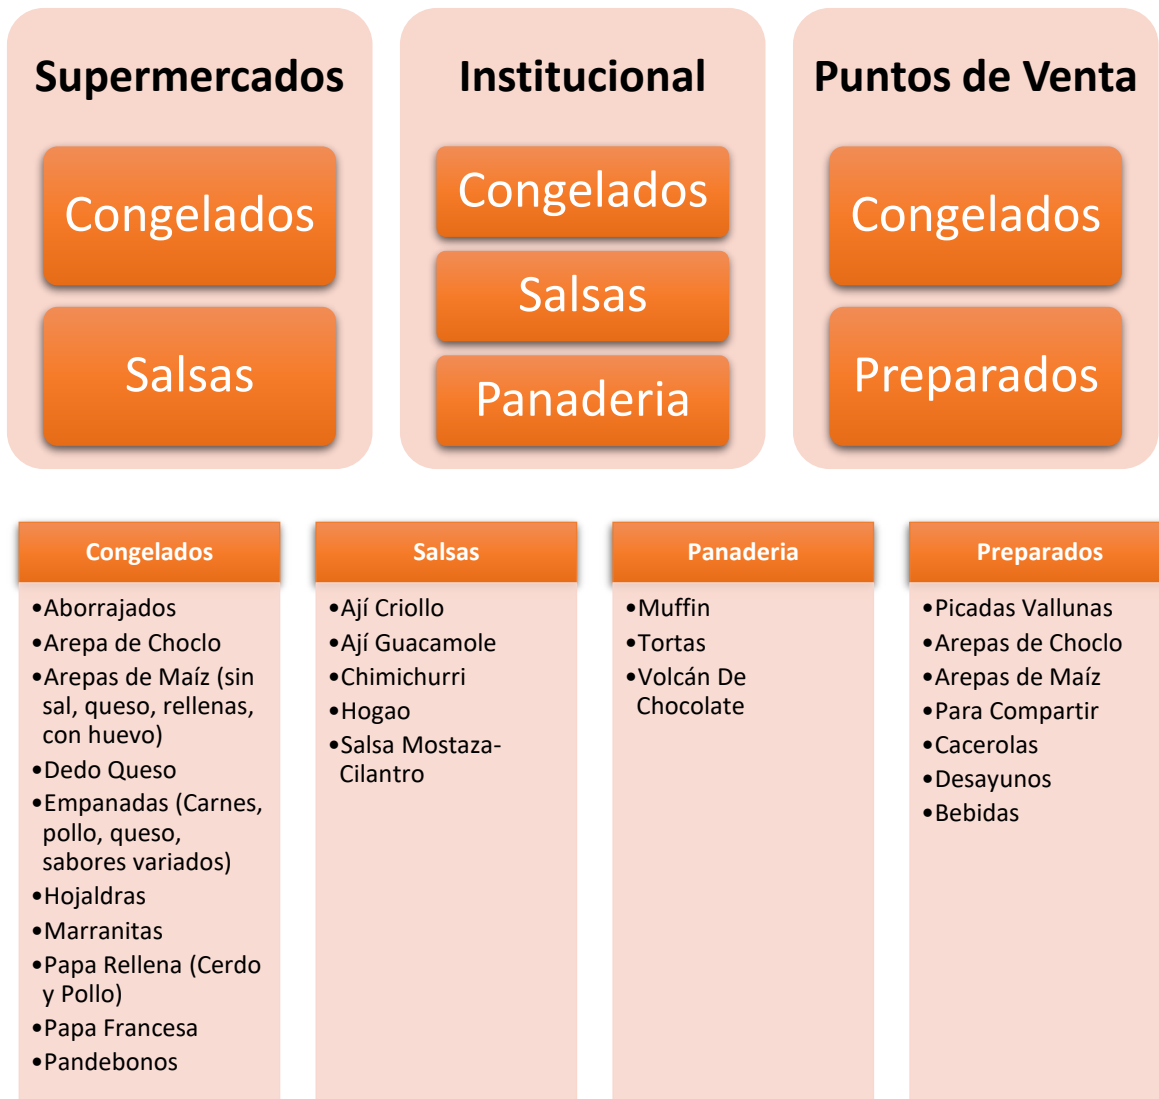 Supermercados
Congelados
Salsas
Institucional
Congelados
Salsas
Panaderia
Puntos de Venta
Congelados
Preparados
Congelados
•Aborrajados
•Arepa de Choclo
•Arepas de Maíz (sin
sal, queso, rellenas,
con huevo)
•Dedo Queso
•Empanadas (Carnes,
pollo, queso,
sabores variados)
•Hojaldras
•Marranitas
•Papa Rellena (Cerdo
y Pollo)
•Papa Francesa
•Pandebonos
Salsas
•Ají Criollo
•Ají Guacamole
•Chimichurri
•Hogao
•Salsa Mostaza-
Cilantro
Panaderia
•Muffin
•Tortas
•Volcán De
Chocolate
Preparados
•Picadas Vallunas
•Arepas de Choclo
•Arepas de Maíz
•Para Compartir
•Cacerolas
•Desayunos
•Bebidas